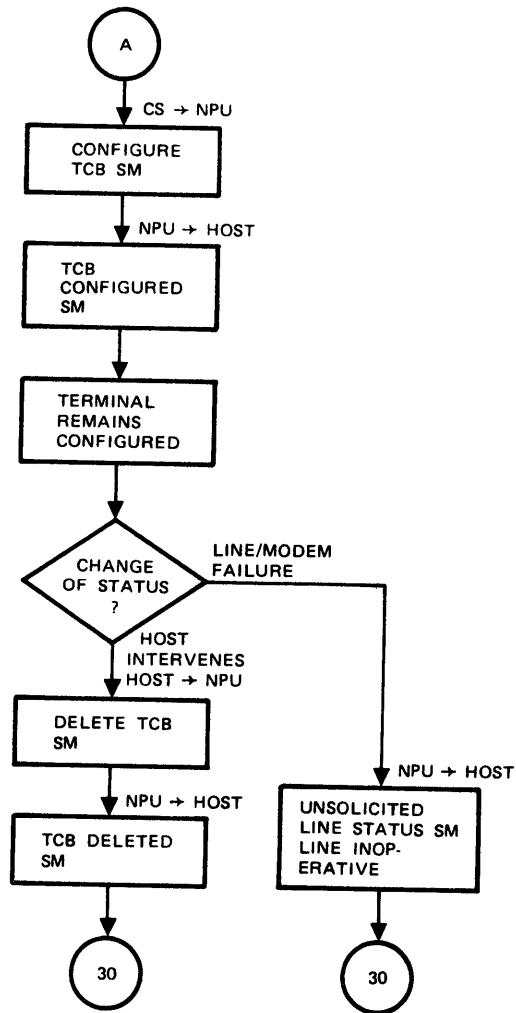 A
CS → NPU
CONFIGURE
TCB SM
NPU → HOST
TCB
CONFIGURED
SM
TERMINAL
REMAINS
CONFIGURED
CHANGE
OF STATUS
?
LINE/MODEM
FAILURE
HOST
INTERVENES
HOST → NPU
DELETE TCB
SM
NPU → HOST
TCB DELETED
SM
30
NPU → HOST
UNSOLICITED
LINE STATUS SM
LINE INOP-
ERATIVE
30